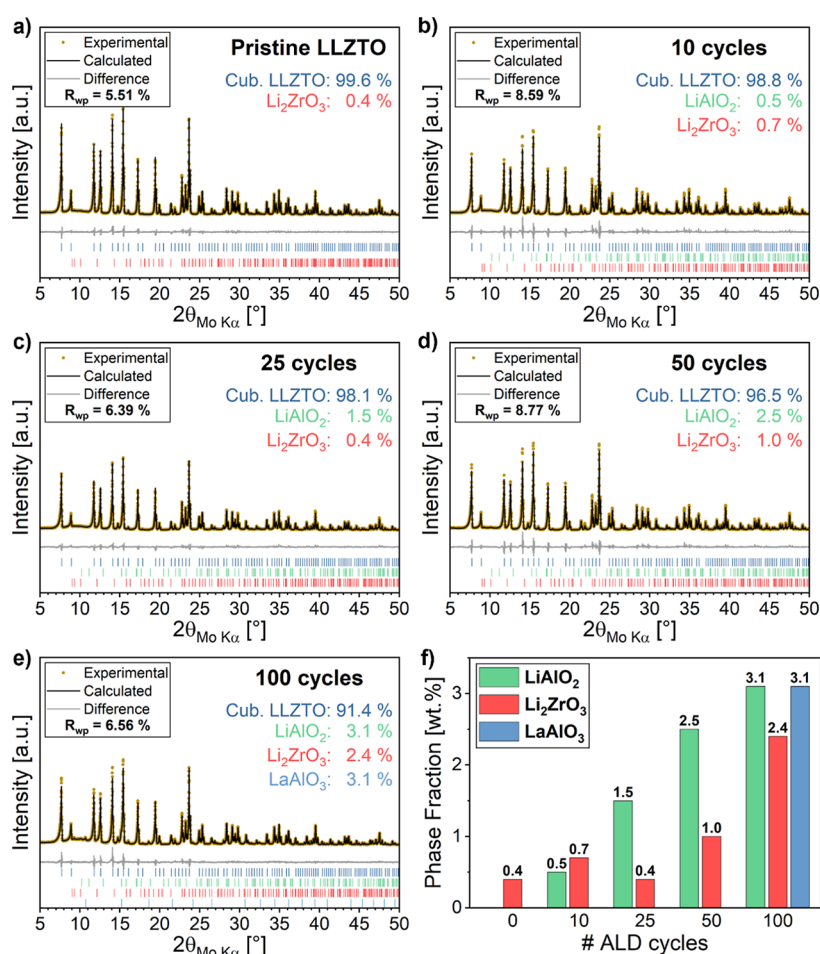 a)
Experimental
Calculated
Difference
Rwp = 5.51 %
Pristine LLZTO
Cub. LLZTO: 99.6 %
Li₂ZrO₃: 0.4 %
Intensity [a.u.]
5 10 15 20 25 30 35 40 45 50
2θMo Kα [°]
b)
Experimental
Calculated
Difference
Rwp = 8.59 %
10 cycles
Cub. LLZTO: 98.8 %
LiAlO₂: 0.5 %
Li₂ZrO₃: 0.7 %
Intensity [a.u.]
5 10 15 20 25 30 35 40 45 50
2θMo Kα [°]
c)
Experimental
Calculated
Difference
Rwp = 6.39 %
25 cycles
Cub. LLZTO: 98.1 %
LiAlO₂: 1.5 %
Li₂ZrO₃: 0.4 %
Intensity [a.u.]
5 10 15 20 25 30 35 40 45 50
2θMo Kα [°]
d)
Experimental
Calculated
Difference
Rwp = 8.77 %
50 cycles
Cub. LLZTO: 96.5 %
LiAlO₂: 2.5 %
Li₂ZrO₃: 1.0 %
Intensity [a.u.]
5 10 15 20 25 30 35 40 45 50
2θMo Kα [°]
e)
Experimental
Calculated
Difference
Rwp = 6.56 %
100 cycles
Cub. LLZTO: 91.4 %
LiAlO₂: 3.1 %
Li₂ZrO₃: 2.4 %
LaAlO₃: 3.1 %
Intensity [a.u.]
5 10 15 20 25 30 35 40 45 50
2θMo Kα [°]
f)
LiAlO₂
Li₂ZrO₃
LaAlO₃
Phase Fraction [wt.%]
3
2
1
0
0.4
0.5 0.7
1.5 0.4
2.5 1.0
3.1 2.4 3.1
0 10 25 50 100
# ALD cycles